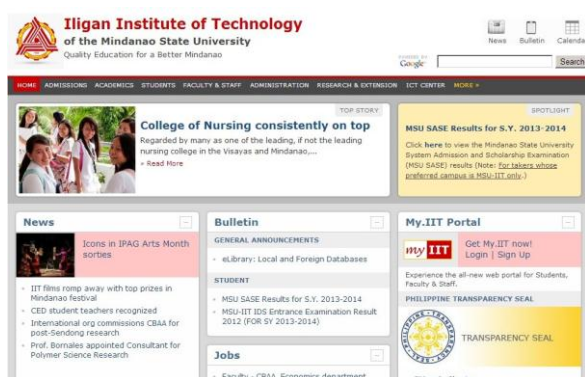 Iligan Institute of Technology
of the Mindanao State University
Quality Education for a Better Mindanao
News
Bulletin
Calenda
Google
Search
HOME ADMISSIONS ACADEMICS STUDENTS FACULTY & STAFF ADMINISTRATION RESEARCH & EXTENSION ICT CENTER MORE »
TOP STORY
College of Nursing consistently on top
Regarded by many as one of the leading, if not the leading
nursing college in the Visayas and Mindanao,...
» Read More
SPOTLIGHT
MSU SASE Results for S.Y. 2013-2014
Click here to view the Mindanao State University
System Admission and Scholarship Examination
(MSU SASE) results (Note: For takers whose
preferred campus is MSU-IIT only.)
News
Icons in IPAG Arts Month
sorties
IIT films romp away with top prizes in
Mindanao festival
CED student teachers recognized
International org commissions CBAA for
post-Sendong research
Prof. Bornales appointed Consultant for
Polymer Science Research
Bulletin
GENERAL ANNOUNCEMENTS
eLibrary: Local and Foreign Databases
STUDENT
MSU SASE Results for S.Y. 2013-2014
MSU-IIT IDS Entrance Examination Result
2012 (FOR SY 2013-2014)
Jobs
Faculty - CBAA, Economics department
My.IIT Portal
my IIT
Get My.IIT now!
Login | Sign Up
Experience the all-new web portal for Students,
Faculty & Staff.
PHILIPPINE TRANSPARENCY SEAL
TRANSPARENCY SEAL